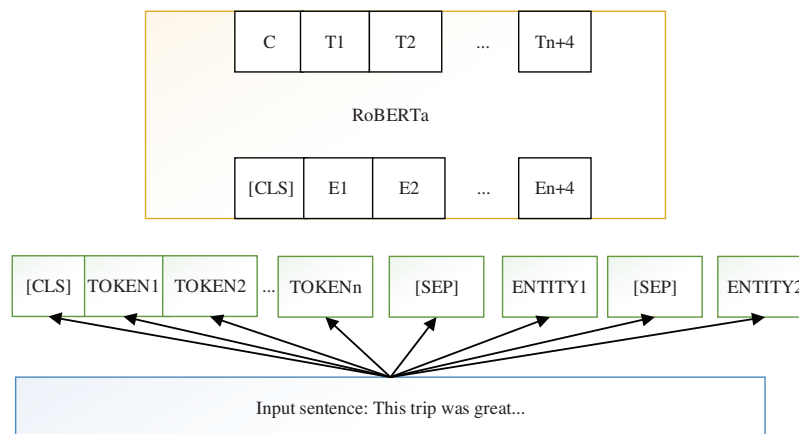 C T1 T2 ... Tn+4
RoBERTa
[CLS] E1 E2 ... En+4
[CLS] TOKEN1 TOKEN2 ... TOKENn [SEP] ENTITY1 [SEP] ENTITY2
Input sentence: This trip was great...